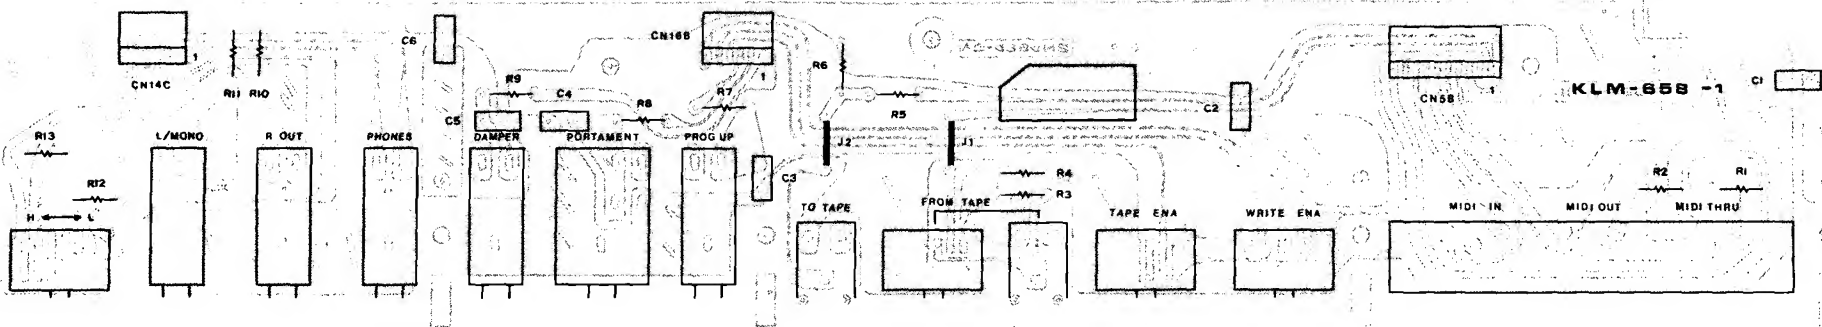 CN14C
1
R11 R10
C6
R9
C4
C5
R8
CN16B
1
R7
R6
R5
C2
CN5B
1
KLM-658 -1
C1
R13
R12
H L
L/MONO
R OUT
PHONES
DAMPER
PORTAMENT
PROG UP
C3
J2
J1
R4
R3
TO TAPE
FROM TAPE
TAPE ENA
WRITE ENA
R2
R1
MIDI IN
MIDI OUT
MIDI THRU